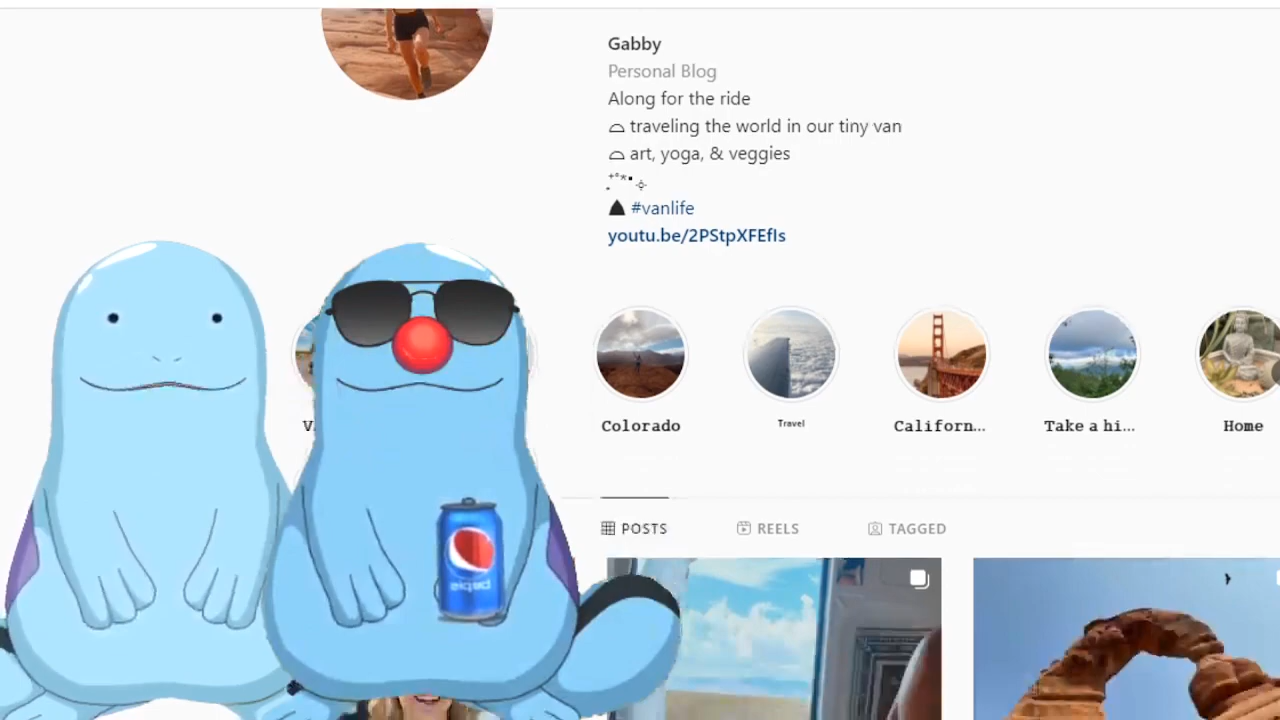 Gabby
Personal Blog
Along for the ride
traveling the world in our tiny van
art, yoga, & veggies
#vanlife
youtu.be/2PStpXFEfIs
V
Colorado
Travel
Californ...
Take a hi...
Home
POSTS
REELS
TAGGED
pepsi